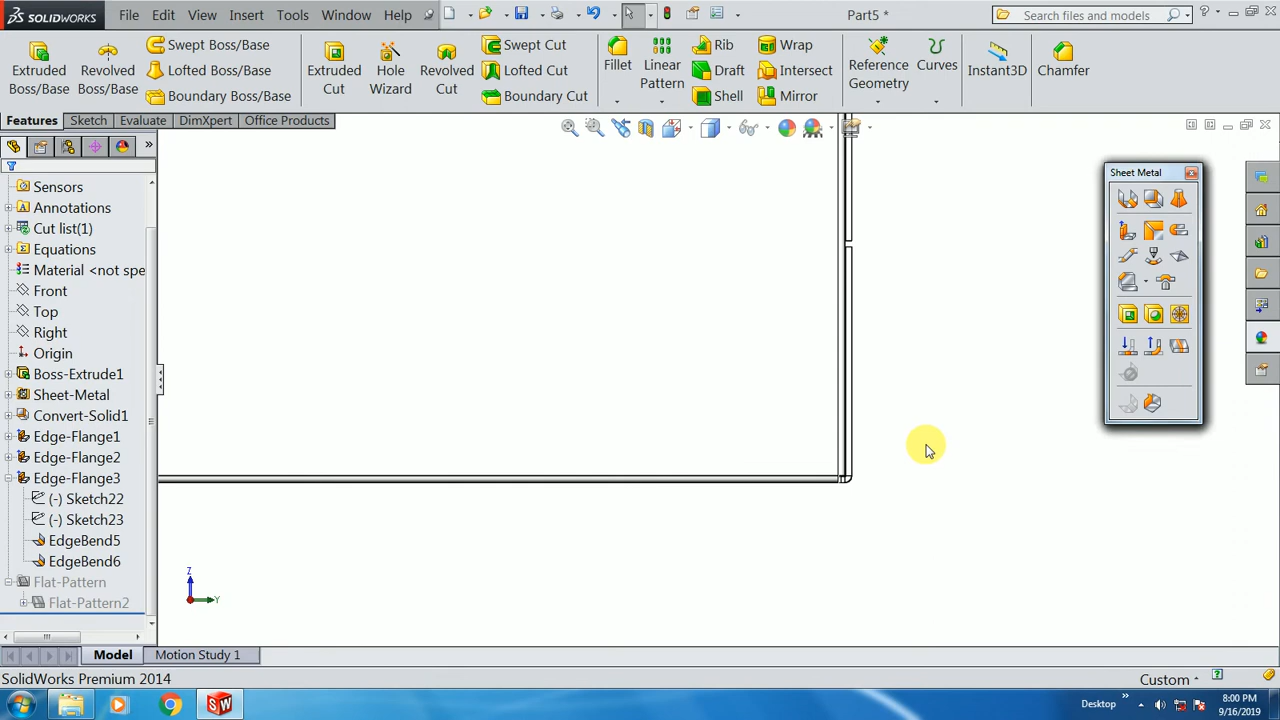 SOLIDWORKS File Edit View Insert Tools Window Help Part5 * Search files and models
Extruded Boss/Base
Revolved Boss/Base
Swept Boss/Base
Lofted Boss/Base
Boundary Boss/Base
Extruded Cut
Hole Wizard
Revolved Cut
Swept Cut
Lofted Cut
Boundary Cut
Fillet
Linear Pattern
Rib
Draft
Shell
Wrap
Intersect
Mirror
Reference Geometry
Curves
Instant3D
Chamfer
Features Sketch Evaluate DimXpert Office Products
Sheet Metal
Sensors
Annotations
Cut list(1)
Equations
Material <not spe
Front
Top
Right
Origin
Boss-Extrude1
Sheet-Metal
Convert-Solid1
Edge-Flange1
Edge-Flange2
Edge-Flange3
(-) Sketch22
(-) Sketch23
EdgeBend5
EdgeBend6
Flat-Pattern
Flat-Pattern2
Z
Y
Model Motion Study 1
SolidWorks Premium 2014 Custom
Desktop
8:00 PM
9/16/2019